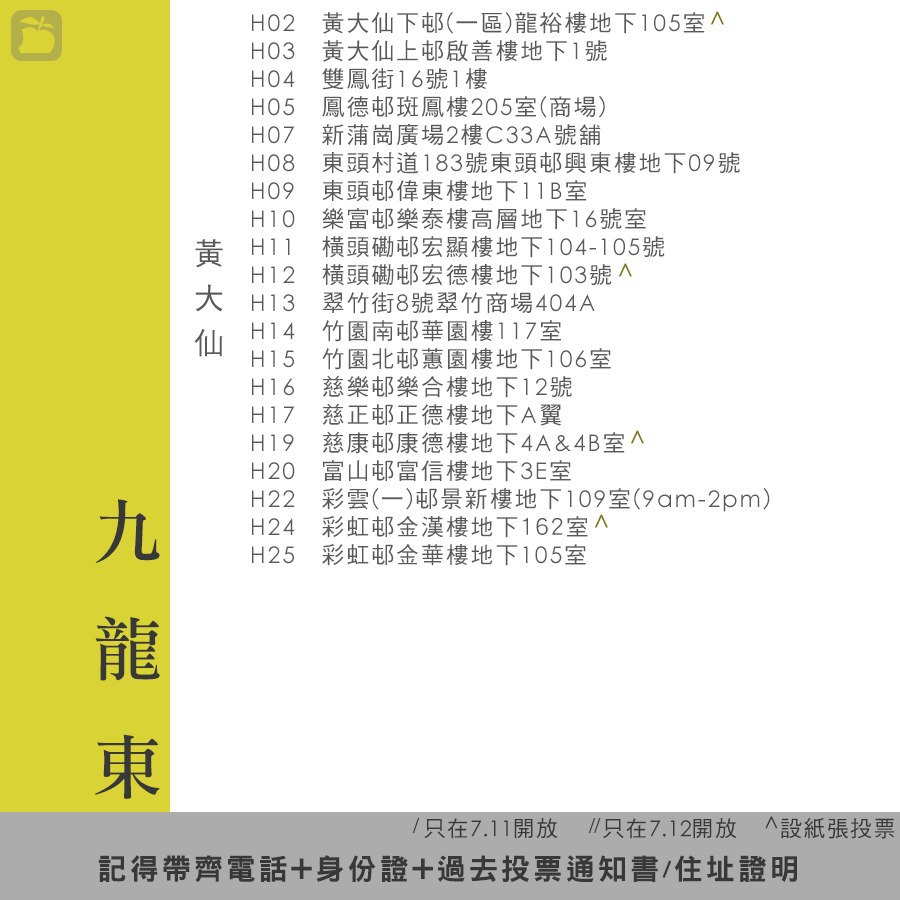 H02 黃大仙下邨(一區)龍裕樓地下105室^
H03 黃大仙上邨啟善樓地下1號
H04 雙鳳街16號1樓
H05 鳳德邨斑鳳樓205室(商場)
H07 新蒲崗廣場2樓C33A號舖
H08 東頭村道183號東頭邨興東樓地下09號
H09 東頭邨偉東樓地下11B室
H10 樂富邨樂泰樓高層地下16號室
H11 橫頭磡邨宏顯樓地下104-105號
H12 橫頭磡邨宏德樓地下103號^
H13 翠竹街8號翠竹商場404A
H14 竹園南邨華園樓117室
H15 竹園北邨蕙園樓地下106室
H16 慈樂邨樂合樓地下12號
H17 慈正邨正德樓地下A翼
H19 慈康邨康德樓地下4A&4B室^
H20 富山邨富信樓地下3E室
H22 彩雲(一)邨景新樓地下109室(9am-2pm)
H24 彩虹邨金漢樓地下162室^
H25 彩虹邨金華樓地下105室
黃大仙
九龍東
/只在7.11開放 //只在7.12開放 ^設紙張投票
記得帶齊電話+身份證+過去投票通知書/住址證明